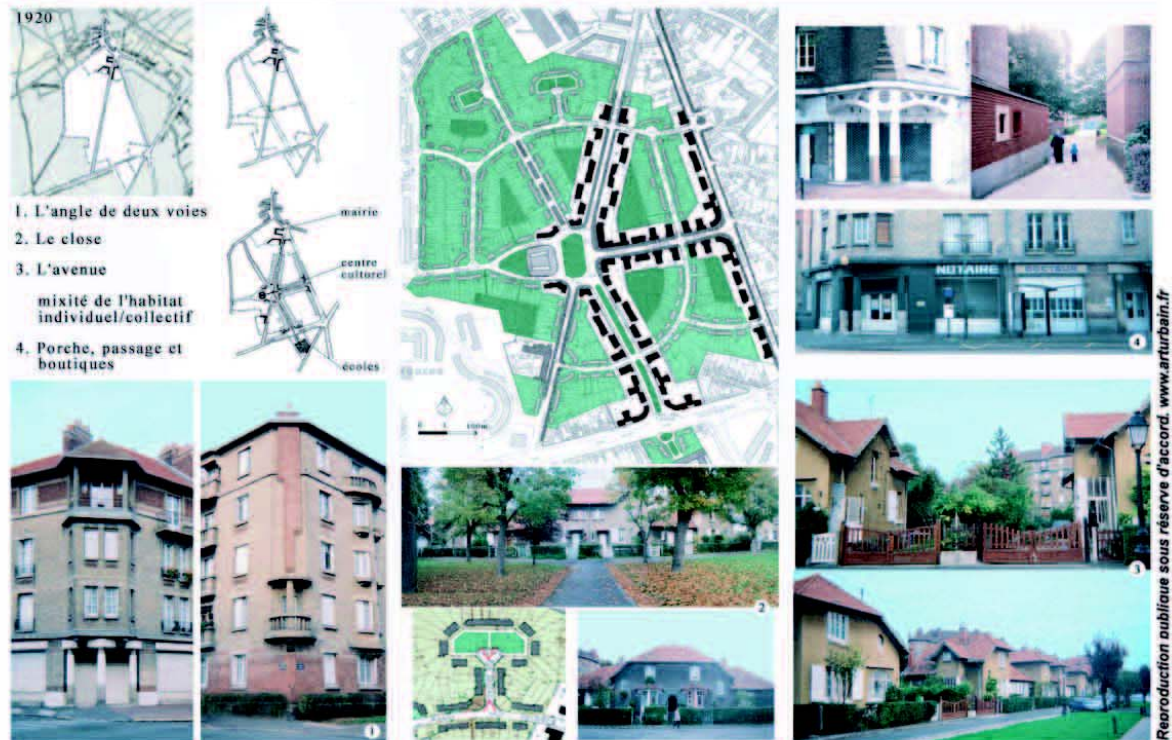 1920
1. L'angle de deux voies
2. Le close
3. L'avenue
mixité de l'habitat
individuel/collectif
4. Porche, passage et
boutiques
mairie
centre
culturel
écoles
0
100m
NOTAIRE
1
2
3
4
Reproduction publique sous réserve d'accord www.arturbain.fr